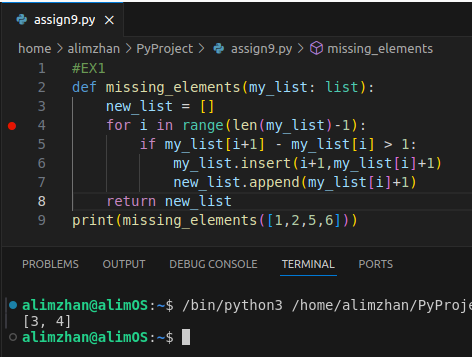 assign9.py
home > alimzhan > PyProject > assign9.py > missing_elements
1 #EX1
2 def missing_elements(my_list: list):
3     new_list = []
4     for i in range(len(my_list)-1):
5         if my_list[i+1] - my_list[i] > 1:
6             my_list.insert(i+1,my_list[i]+1)
7             new_list.append(my_list[i]+1)
8     return new_list
9 print(missing_elements([1,2,5,6]))
PROBLEMS OUTPUT DEBUG CONSOLE TERMINAL PORTS
alimzhan@alimOS:~$ /bin/python3 /home/alimzhan/PyProje
[3, 4]
alimzhan@alimOS:~$